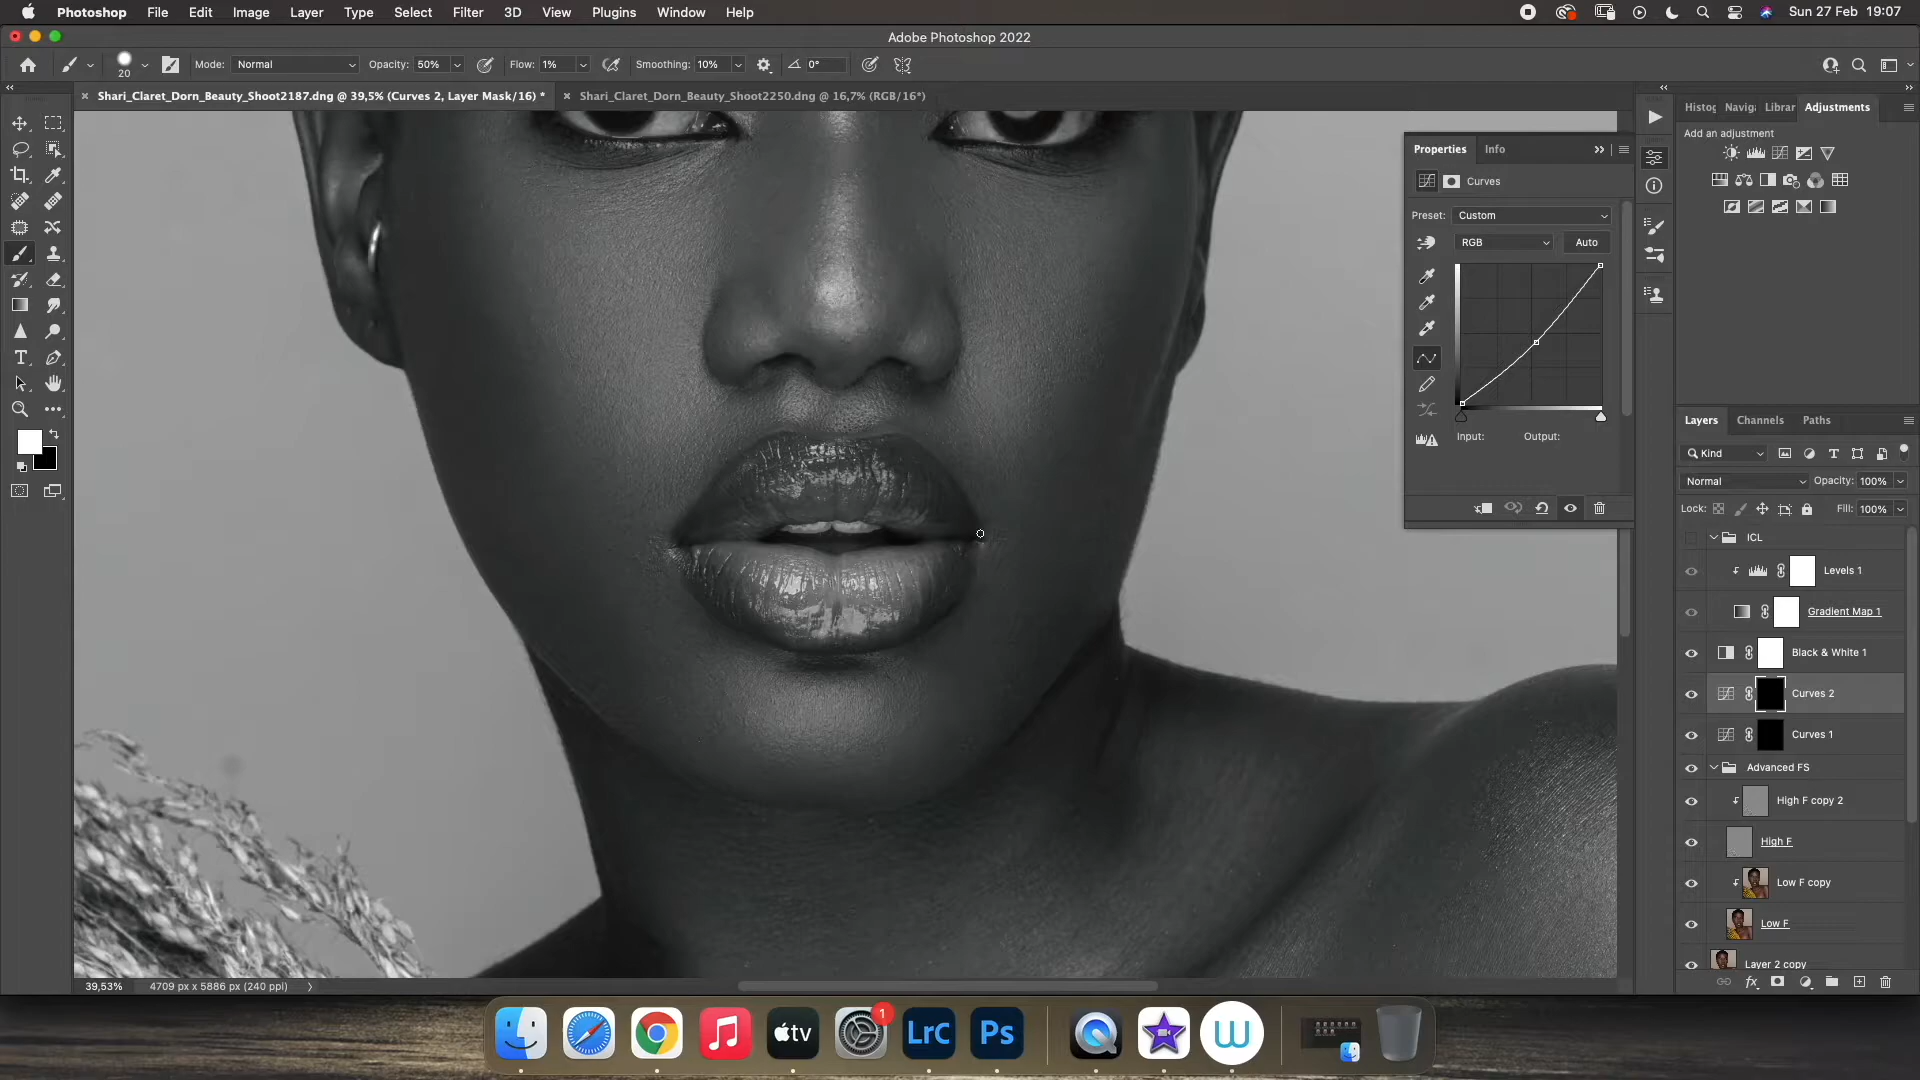 Photoshop File Edit Image Layer Type Select Filter 3D View Plugins Window Help Sun 27 Feb 19:07
Adobe Photoshop 2022
20 Mode: Normal Opacity: 50% Flow: 1% Smoothing: 10% 0°
Shari_Claret_Dorn_Beauty_Shoot2187.dng @ 39,5% (Curves 2, Layer Mask/16) * Shari_Claret_Dorn_Beauty_Shoot2250.dng @ 16,7% (RGB/16*)
Histog Naviga Librar Adjustments
Add an adjustment
Properties Info
Curves
Preset: Custom
RGB Auto
Input: Output:
Layers Channels Paths
Kind
Normal Opacity: 100%
Lock: Fill: 100%
ICL
Levels 1
Gradient Map 1
Black & White 1
Curves 2
Curves 1
Advanced FS
High F copy 2
High F
Low F copy
Low F
Layer 2 copy
39,53% 4709 px x 5886 px (240 ppi)
tv 1 LrC Ps W